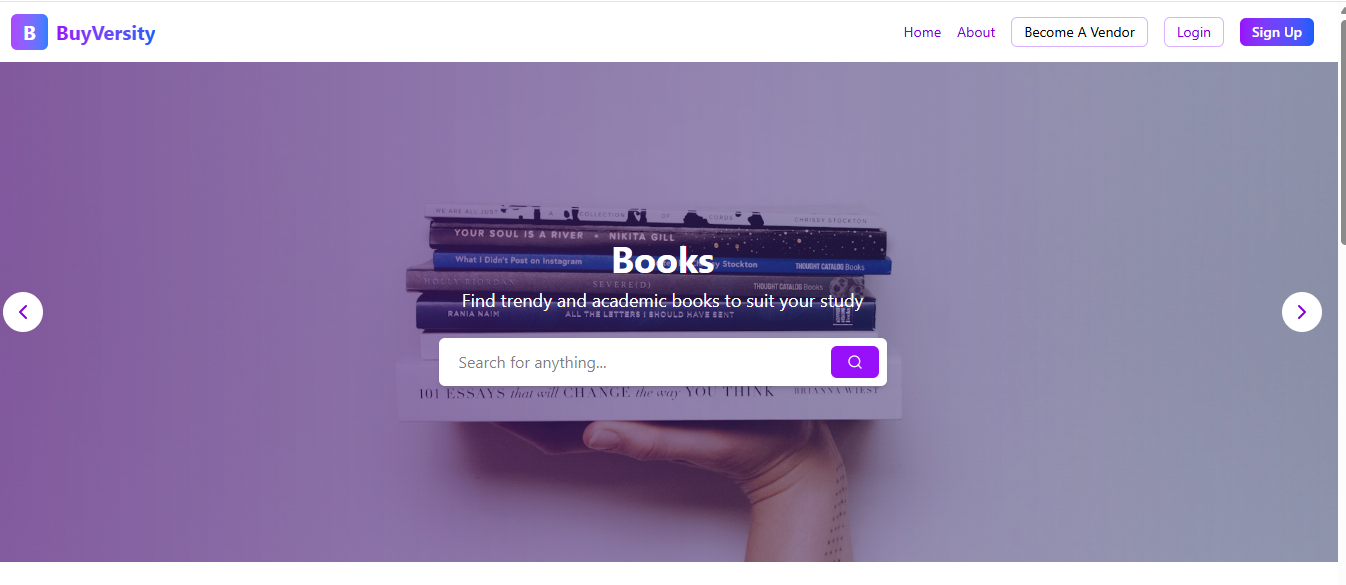 B BuyVersity
Home About Become A Vendor Login Sign Up
WE ARE ALL JUST A COLLECTION OF CORDS CHRISSY STOCKTON
YOUR SOUL IS A RIVER • NIKITA GILL
Books
What I Didn't Post on Instagram Stockton THOUGHT CATALOG Books
HOLLY RIORDAN SEVERE(D) THOUGHT CATALOG Books
Find trendy and academic books to suit your study
RANIA NAIM ALL THE LETTERS I SHOULD HAVE SENT
Search for anything...
101 ESSAYS that will CHANGE the way YOU THINK BRIANNA WIEST